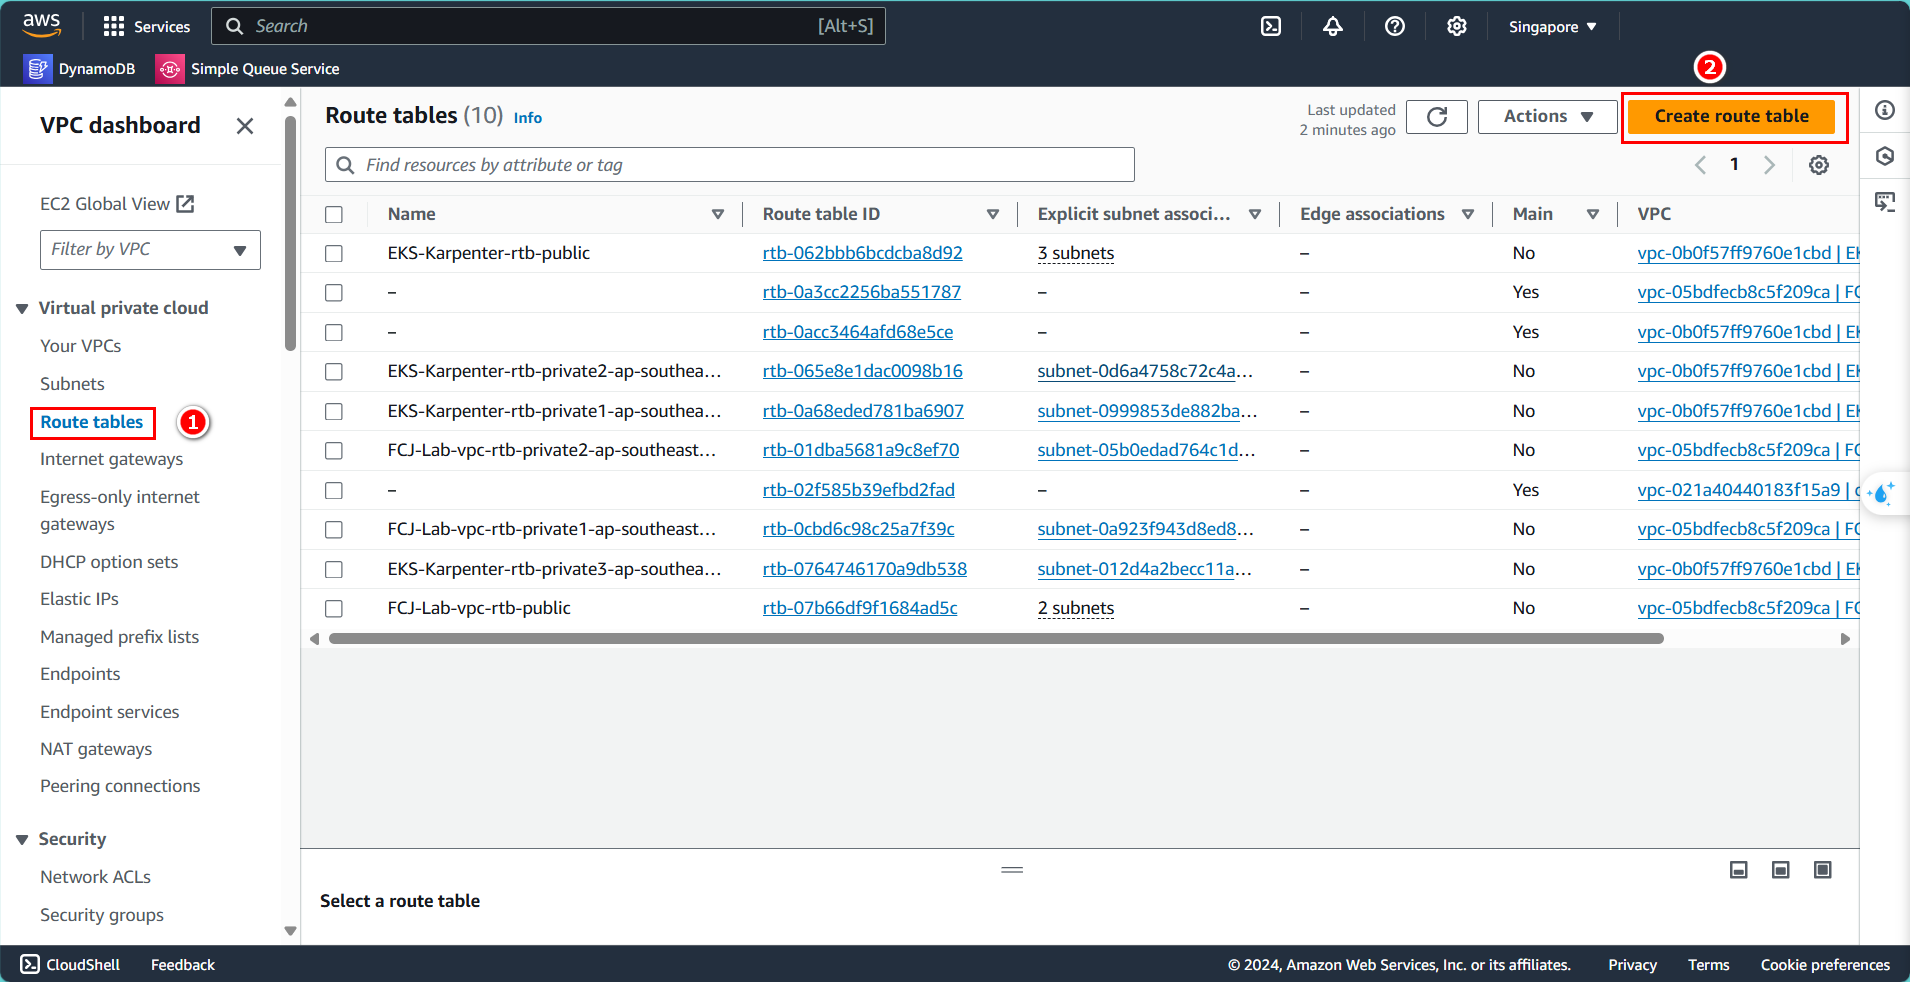 aws
Services
Search
[Alt+S]
Singapore
DynamoDB
Simple Queue Service
2
VPC dashboard
EC2 Global View
Filter by VPC
Virtual private cloud
Your VPCs
Subnets
Route tables
1
Internet gateways
Egress-only internet
gateways
DHCP option sets
Elastic IPs
Managed prefix lists
Endpoints
Endpoint services
NAT gateways
Peering connections
Security
Network ACLs
Security groups
Route tables (10) Info
Last updated
2 minutes ago
Actions
Create route table
Find resources by attribute or tag
1
Name Route table ID Explicit subnet associ... Edge associations Main VPC
EKS-Karpenter-rtb-public rtb-062bbb6bcdcba8d92 3 subnets – No vpc-0b0f57ff9760e1cbd | EK
– rtb-0a3cc2256ba551787 – – Yes vpc-05bdfecb8c5f209ca | FC
– rtb-0acc3464afd68e5ce – – Yes vpc-0b0f57ff9760e1cbd | EK
EKS-Karpenter-rtb-private2-ap-southea... rtb-065e8e1dac0098b16 subnet-0d6a4758c72c4a... – No vpc-0b0f57ff9760e1cbd | EK
EKS-Karpenter-rtb-private1-ap-southea... rtb-0a68eded781ba6907 subnet-0999853de882ba... – No vpc-0b0f57ff9760e1cbd | EK
FCJ-Lab-vpc-rtb-private2-ap-southeast... rtb-01dba5681a9c8ef70 subnet-05b0edad764c1d... – No vpc-05bdfecb8c5f209ca | FC
– rtb-02f585b39efbd2fad – – Yes vpc-021a40440183f15a9 |
FCJ-Lab-vpc-rtb-private1-ap-southeast... rtb-0cbd6c98c25a7f39c subnet-0a923f943d8ed8... – No vpc-05bdfecb8c5f209ca | FC
EKS-Karpenter-rtb-private3-ap-southea... rtb-0764746170a9db538 subnet-012d4a2becc11a... – No vpc-0b0f57ff9760e1cbd | EK
FCJ-Lab-vpc-rtb-public rtb-07b66df9f1684ad5c 2 subnets – No vpc-05bdfecb8c5f209ca | FC
Select a route table
CloudShell Feedback © 2024, Amazon Web Services, Inc. or its affiliates. Privacy Terms Cookie preferences